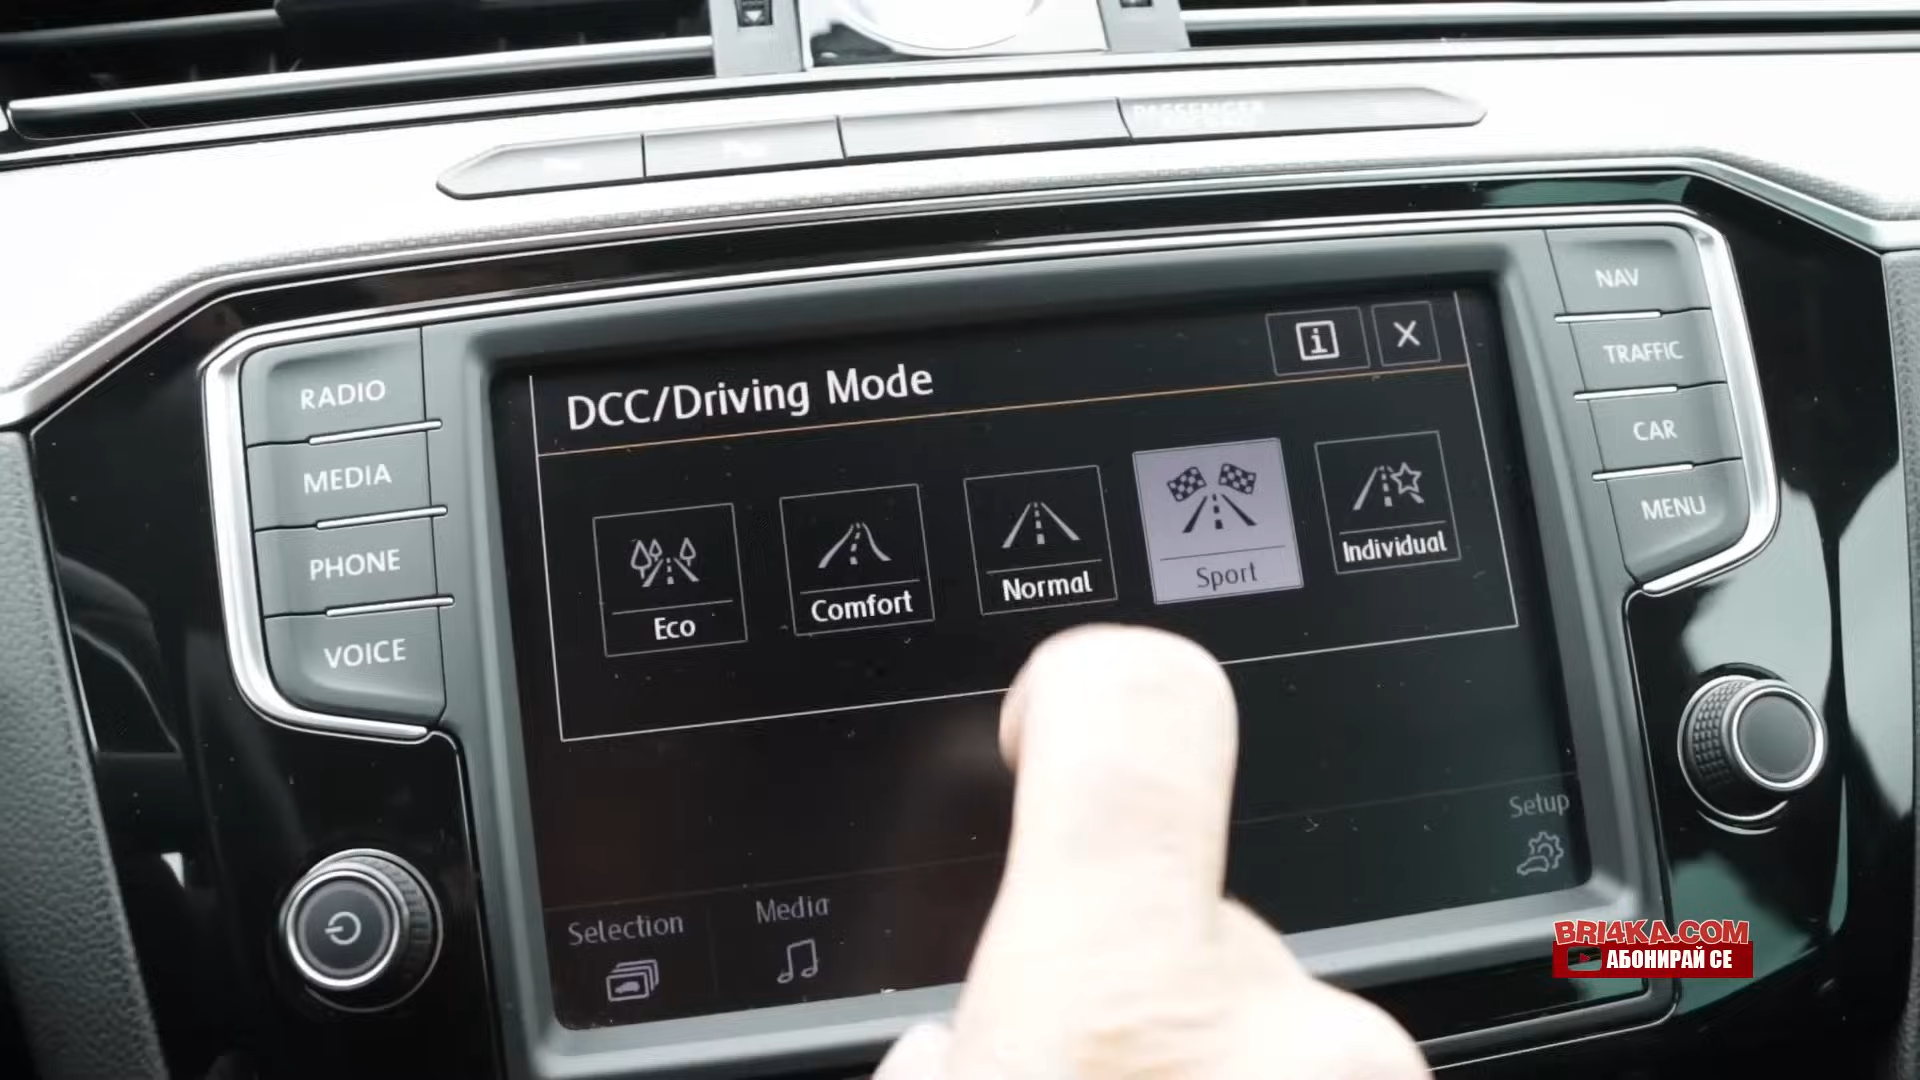 PASSENGER
NAV
TRAFFIC
CAR
MENU
RADIO
MEDIA
PHONE
VOICE
DCC/Driving Mode
i X
Eco
Comfort
Normal
Sport
Individual
Setup
Selection
Media
BRI4KA.COM
АБОНИРАЙ СЕ